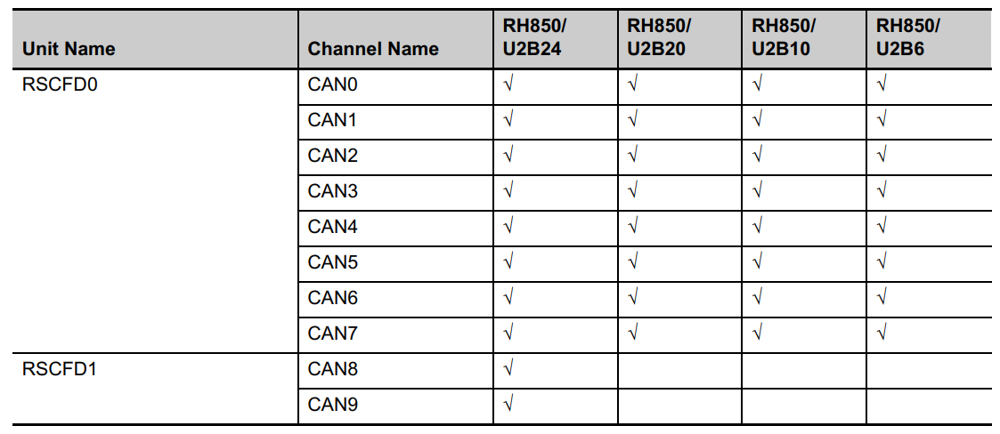 Unit Name Channel Name RH850/ U2B24 RH850/ U2B20 RH850/ U2B10 RH850/ U2B6
RSCFD0 CAN0 √ √ √ √
CAN1 √ √ √ √
CAN2 √ √ √ √
CAN3 √ √ √ √
CAN4 √ √ √ √
CAN5 √ √ √ √
CAN6 √ √ √ √
CAN7 √ √ √ √
RSCFD1 CAN8 √
CAN9 √